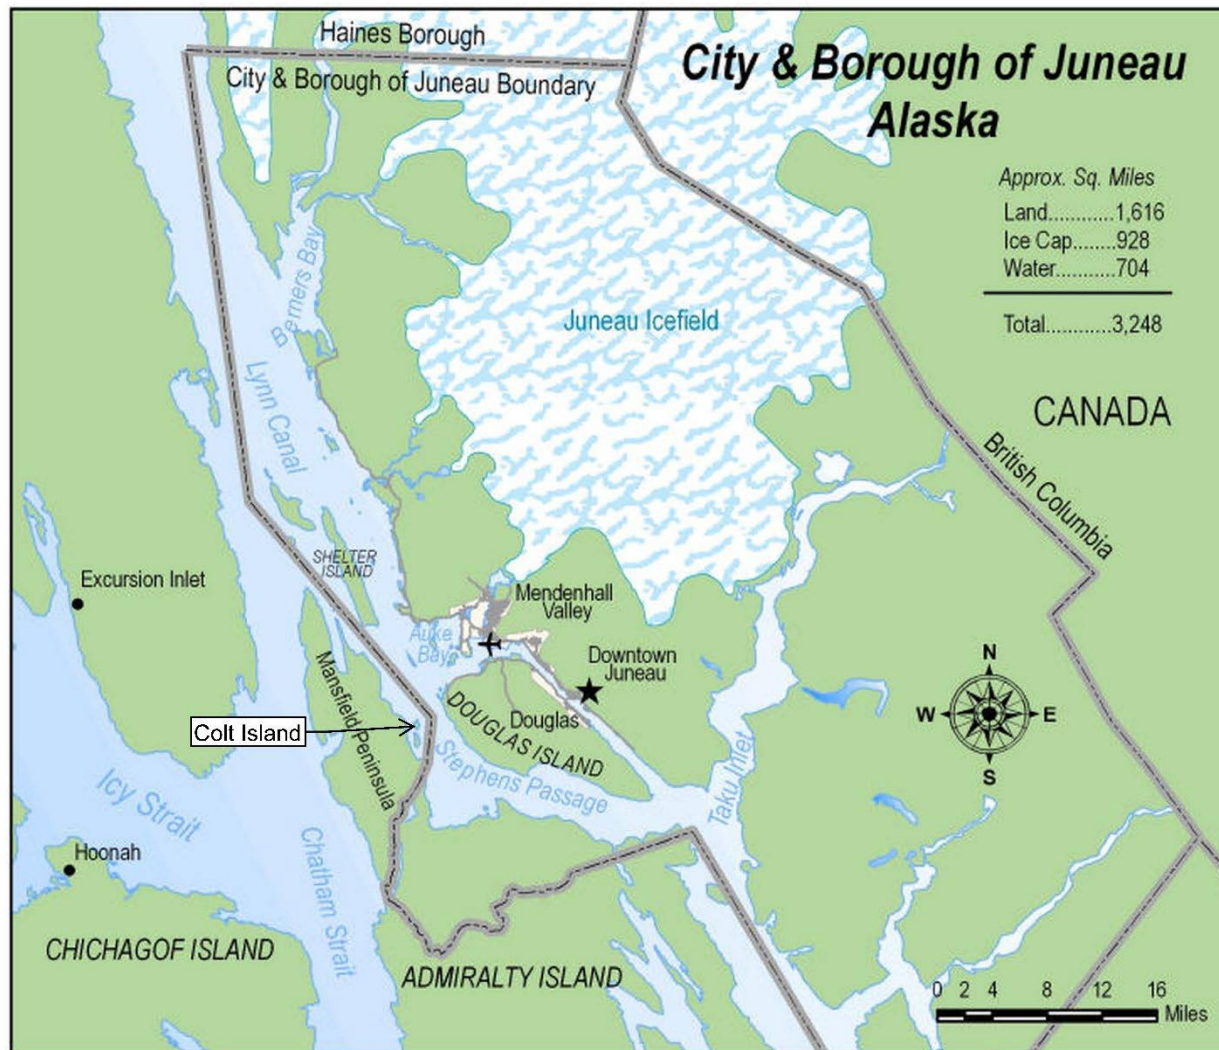 Haines Borough
City & Borough of Juneau Boundary
City & Borough of Juneau
Alaska
Approx. Sq. Miles
Land............1,616
Ice Cap........928
Water...........704
Total............3,248
Berners Bay
Juneau Icefield
Lynn Canal
CANADA
British Columbia
SHELTER
ISLAND
Excursion Inlet
Mendenhall
Valley
Auke
Bay
Downtown
Juneau
Mansfield Peninsula
Colt Island
DOUGLAS ISLAND
Douglas
Stephens Passage
Taku Inlet
N
W
E
S
Icy Strait
Hoonah
Chatham Strait
CHICHAGOF ISLAND
ADMIRALTY ISLAND
0 2 4 8 12 16
Miles